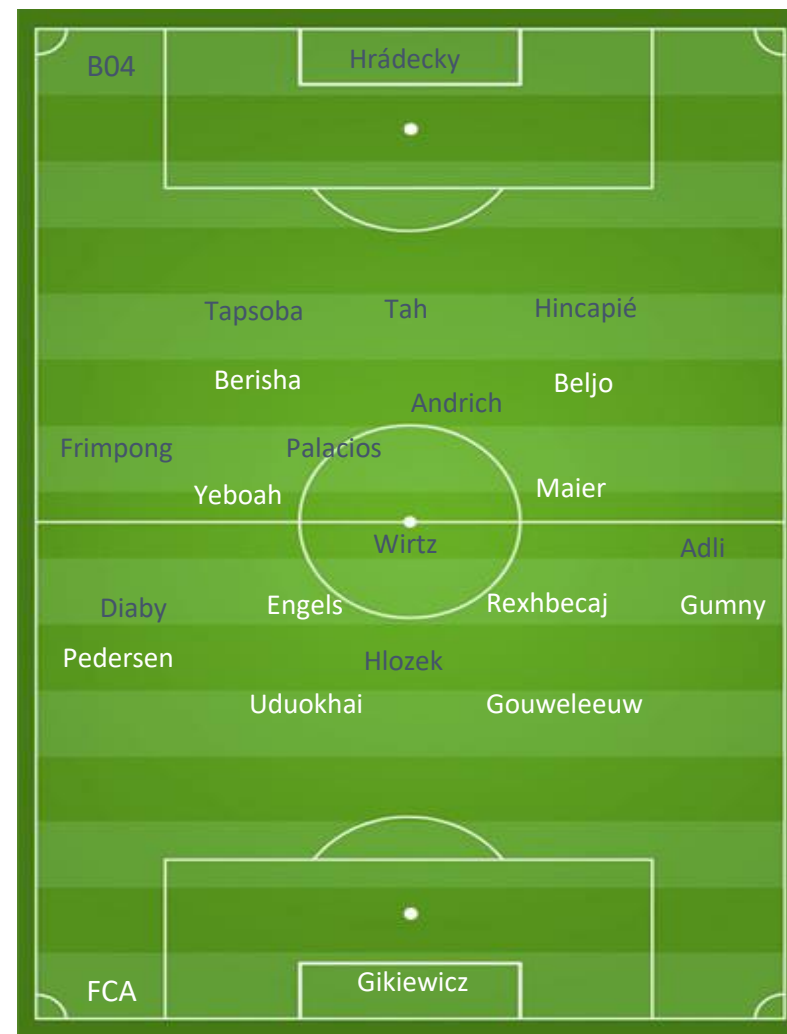 B04
Hrádecky
Tapsoba
Tah
Hincapié
Berisha
Beljo
Andrich
Frimpong
Palacios
Yeboah
Maier
Wirtz
Adli
Diaby
Engels
Rexhbecaj
Gumny
Pedersen
Hlozek
Uduokhai
Gouweleeuw
FCA
Gikiewicz